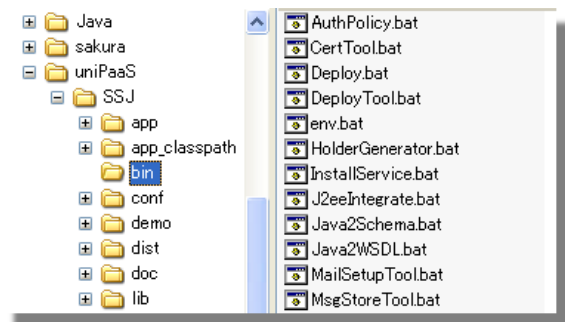 Java
sakura
uniPaaS
SSJ
app
app_classpath
bin
conf
demo
dist
doc
lib
AuthPolicy.bat
CertTool.bat
Deploy.bat
DeployTool.bat
env.bat
HolderGenerator.bat
InstallService.bat
J2eeIntegrate.bat
Java2Schema.bat
Java2WSDL.bat
MailSetupTool.bat
MsgStoreTool.bat